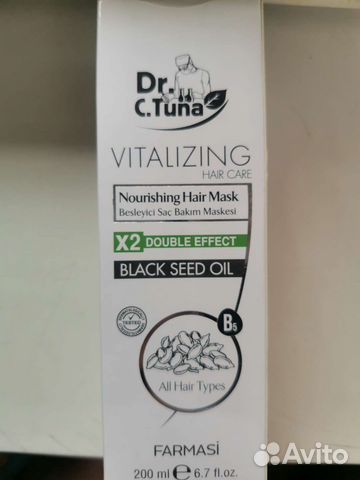 Dr.
C.Tuna
VITALIZING
HAIR CARE
Nourishing Hair Mask
Besleyici Saç Bakım Maskesi
X2 DOUBLE EFFECT
BLACK SEED OIL
TESTED
B5
All Hair Types
FARMASİ
200 ml e 6.7 fl.oz.
Avito